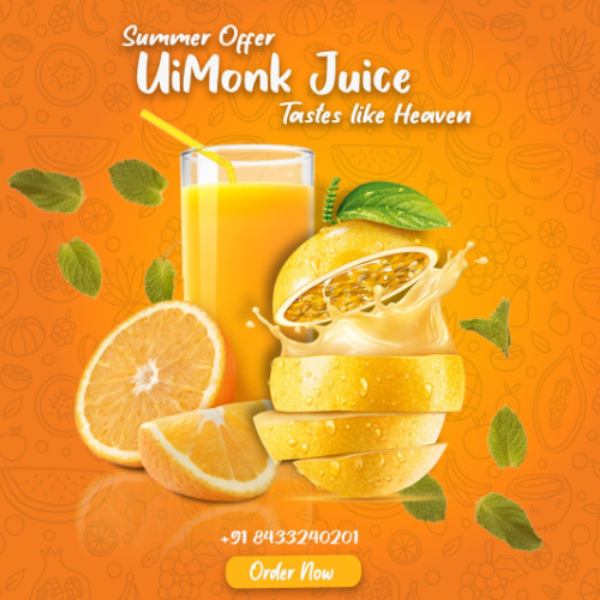 Summer Offer
UiMonk Juice
Tastes like Heaven
+91 8433240201
Order Now